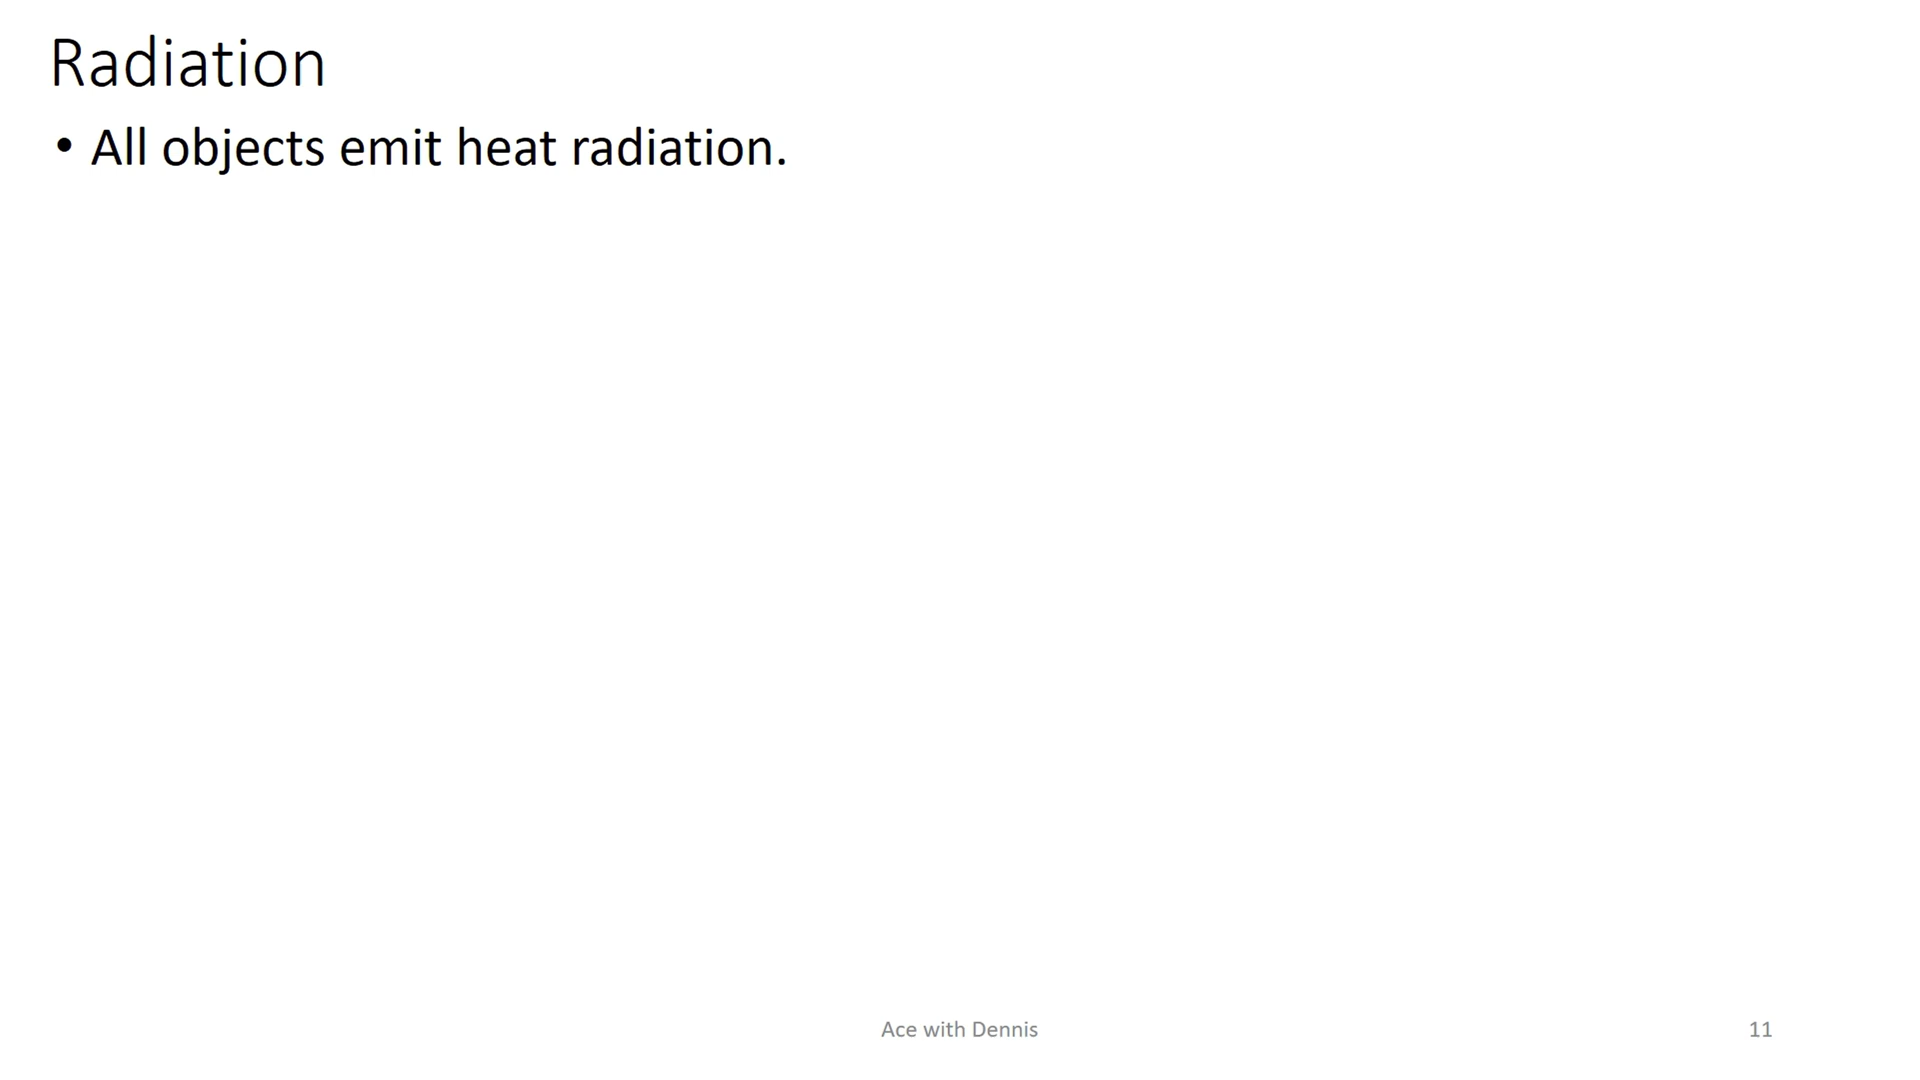 Radiation
• All objects emit heat radiation.
Ace with Dennis
11